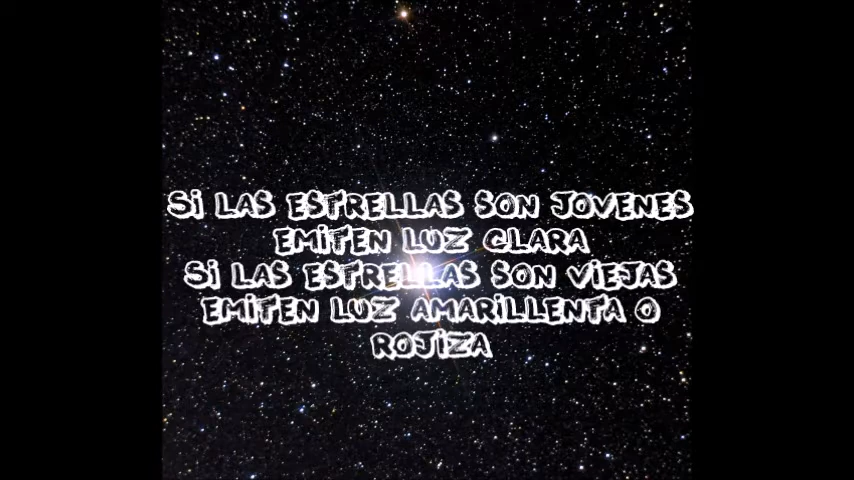 Si LAS ESTRELLAS SON JOVENES
EMiTEN LUZ CLARA
Si LAS ESTRELLAS SON ViEJAS
EMiTEN LUZ AMARiLLENTA O
ROJiZA